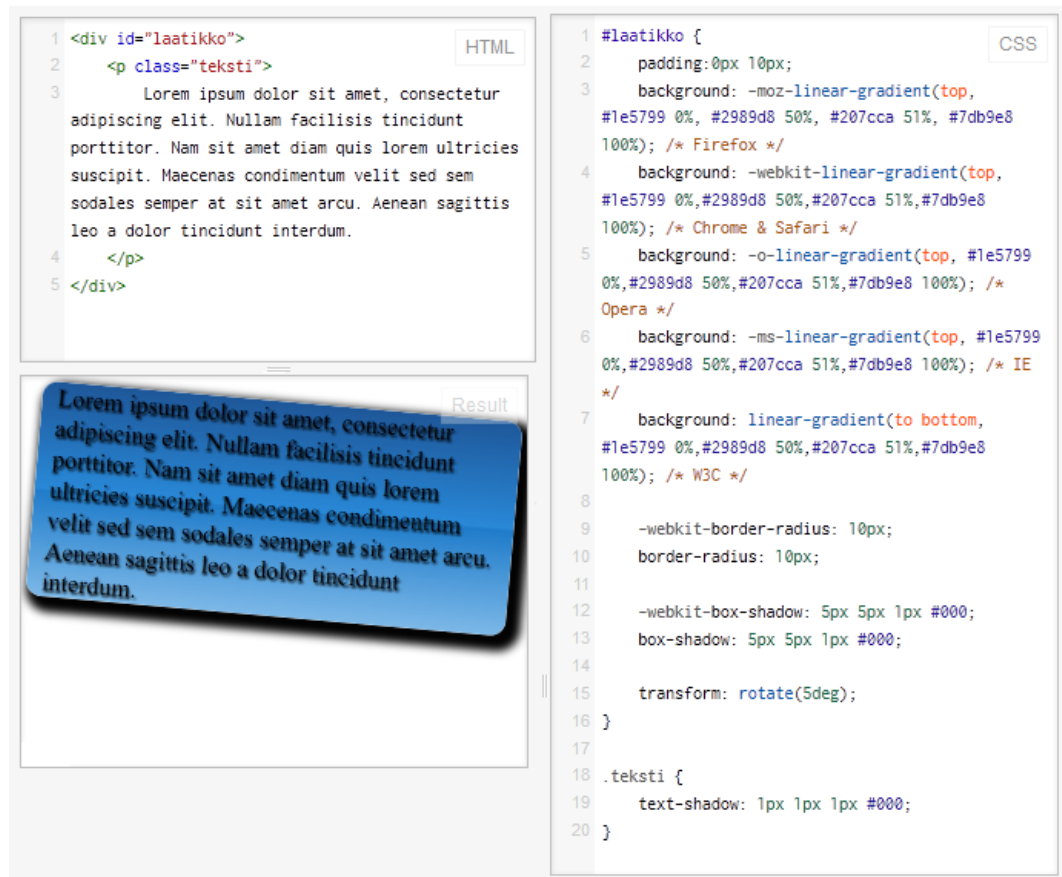 HTML
1 <div id="laatikko">
2 <p class="teksti">
3 Lorem ipsum dolor sit amet, consectetur
adipiscing elit. Nullam facilisis tincidunt
porttitor. Nam sit amet diam quis lorem ultricies
suscipit. Maecenas condimentum velit sed sem
sodales semper at sit amet arcu. Aenean sagittis
leo a dolor tincidunt interdum.
4 </p>
5 </div>
Result
Lorem ipsum dolor sit amet, consectetur
adipiscing elit. Nullam facilisis tincidunt
porttitor. Nam sit amet diam quis lorem
ultricies suscipit. Maecenas condimentum
velit sed sem sodales semper at sit amet arcu.
Aenean sagittis leo a dolor tincidunt
interdum.
CSS
1 #laatikko {
2 padding:0px 10px;
3 background: -moz-linear-gradient(top,
#1e5799 0%, #2989d8 50%, #207cca 51%, #7db9e8
100%); /* Firefox */
4 background: -webkit-linear-gradient(top,
#1e5799 0%,#2989d8 50%,#207cca 51%,#7db9e8
100%); /* Chrome & Safari */
5 background: -o-linear-gradient(top, #1e5799
0%,#2989d8 50%,#207cca 51%,#7db9e8 100%); /*
Opera */
6 background: -ms-linear-gradient(top, #1e5799
0%,#2989d8 50%,#207cca 51%,#7db9e8 100%); /* IE
*/
7 background: linear-gradient(to bottom,
#1e5799 0%,#2989d8 50%,#207cca 51%,#7db9e8
100%); /* W3C */
8
9 -webkit-border-radius: 10px;
10 border-radius: 10px;
11
12 -webkit-box-shadow: 5px 5px 1px #000;
13 box-shadow: 5px 5px 1px #000;
14
15 transform: rotate(5deg);
16 }
17
18 .teksti {
19 text-shadow: 1px 1px 1px #000;
20 }